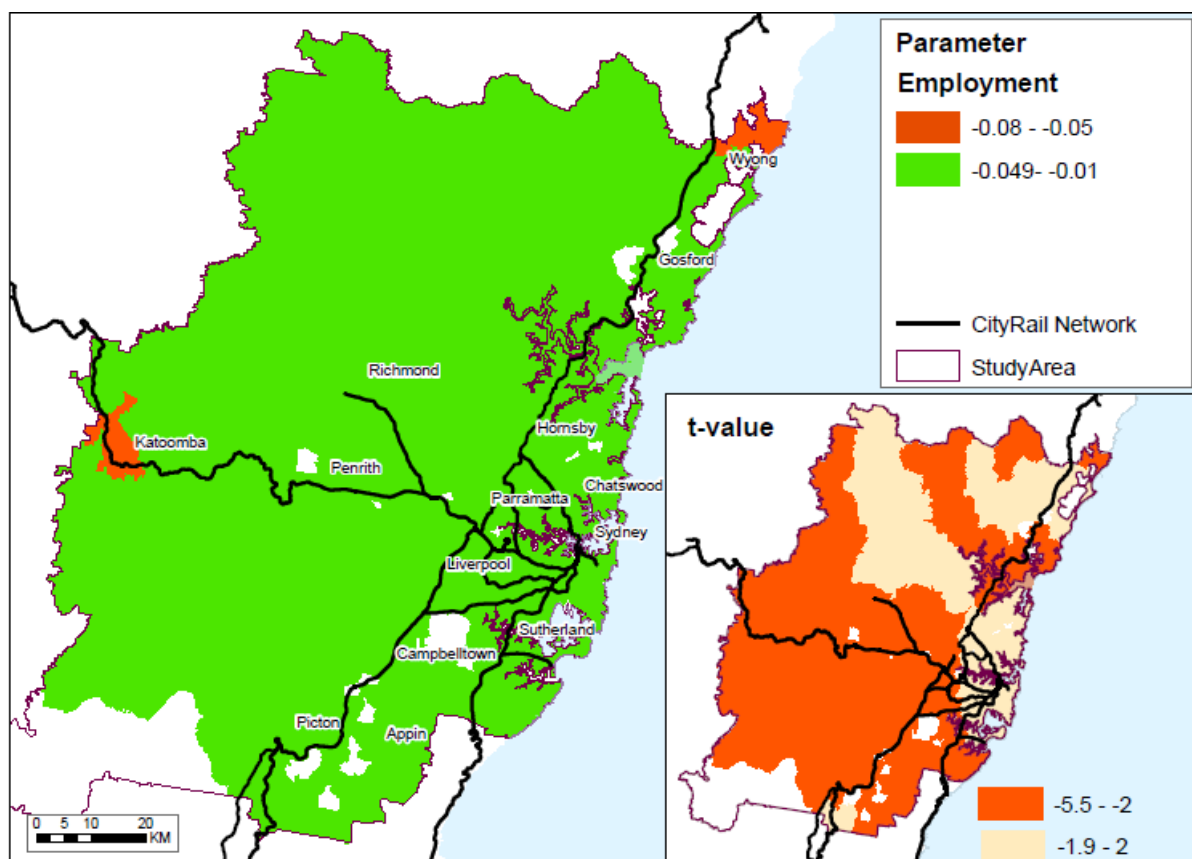 Parameter
Employment
-0.08 - -0.05
-0.049- -0.01
CityRail Network
StudyArea
Wyong
Gosford
Richmond
Hornsby
Katoomba
Penrith
Chatswood
Parramatta
Sydney
Liverpool
Sutherland
Campbelltown
Picton
Appin
0 5 10 20
KM
t-value
-5.5 - -2
-1.9 - 2